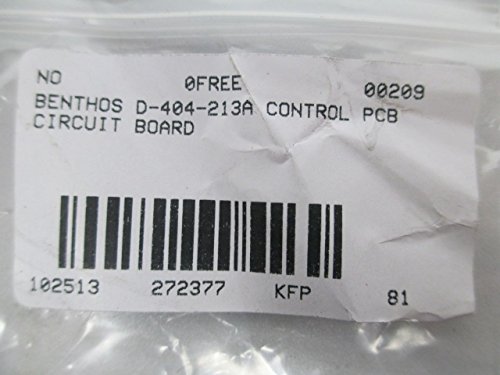 NO 0FREE 00209
BENTHOS D-404-213A CONTROL PCB
CIRCUIT BOARD
102513 272377 KFP 81